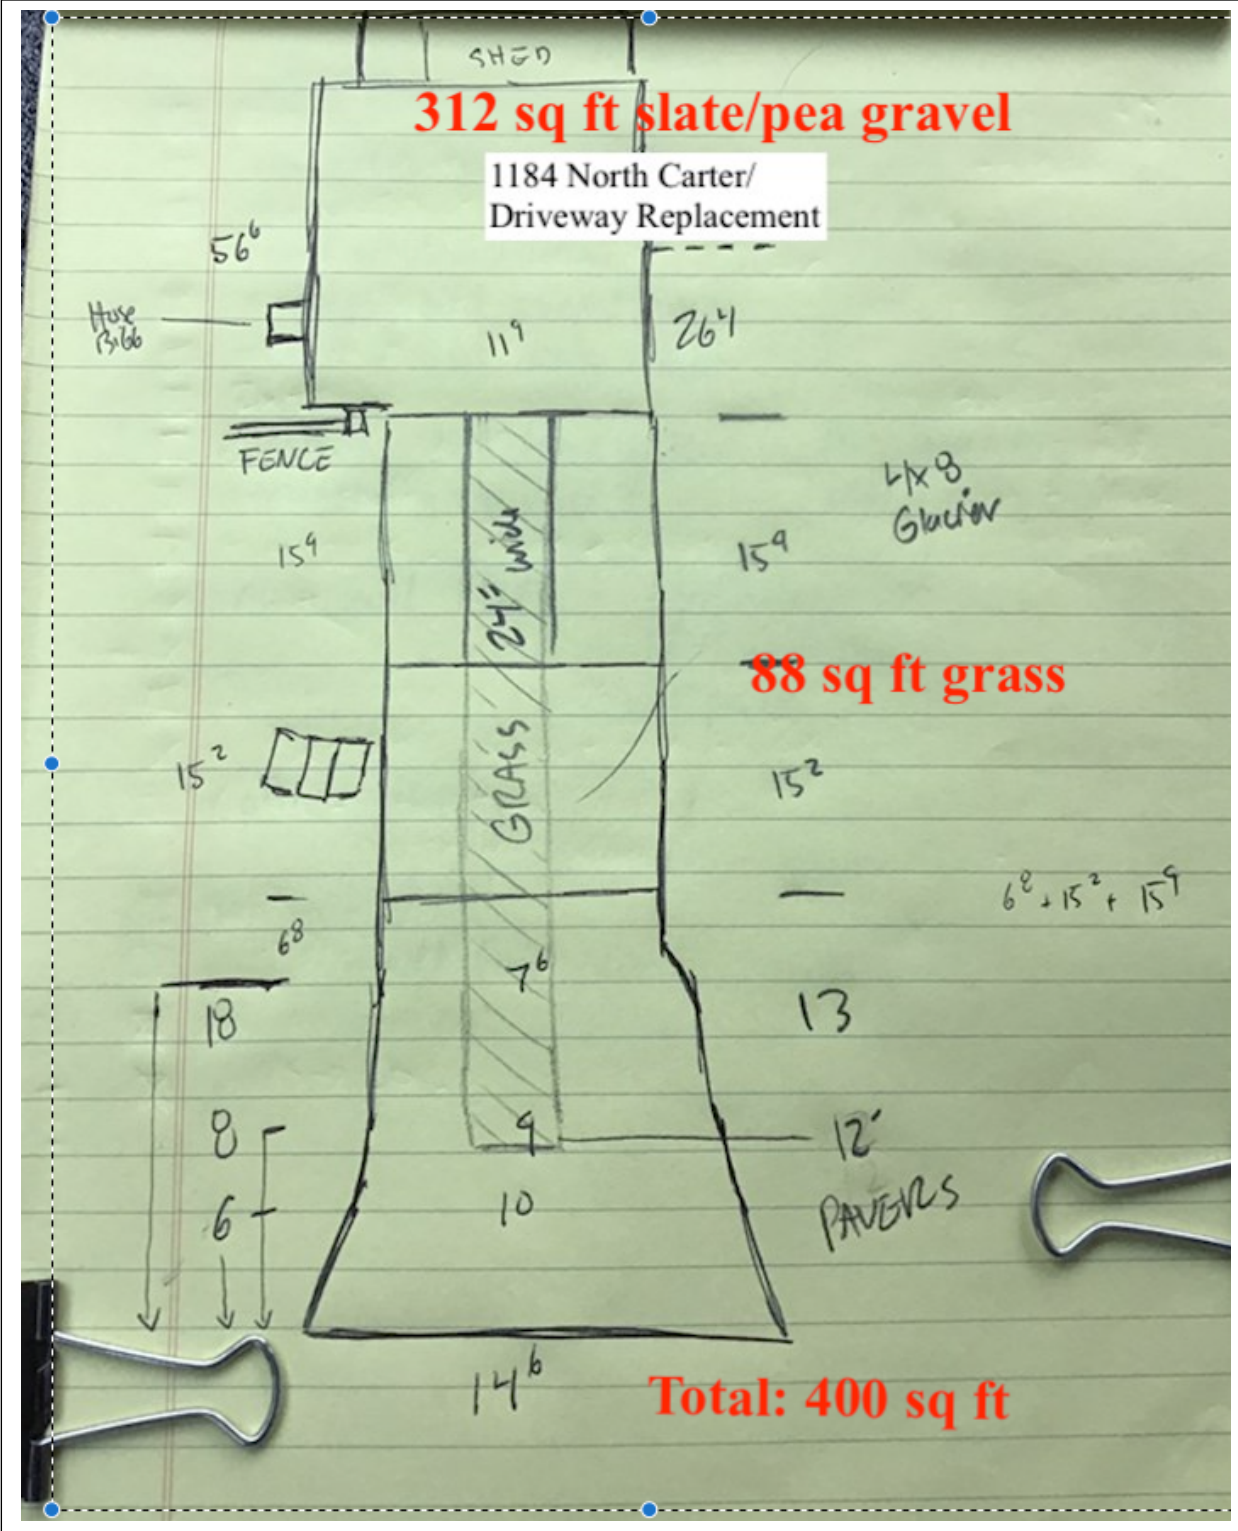 SHED
312 sq ft slate/pea gravel
1184 North Carter/
Driveway Replacement
56⁶
Hose
Bibb
11⁹
26⁴
FENCE
4x8
Glacier
15⁹
24" wide
15⁹
88 sq ft grass
GRASS
15²
15²
6⁸ + 15² + 15⁹
6⁸
7⁶
18
13
8
9
12"
PAVERS
6
10
14⁶
Total: 400 sq ft